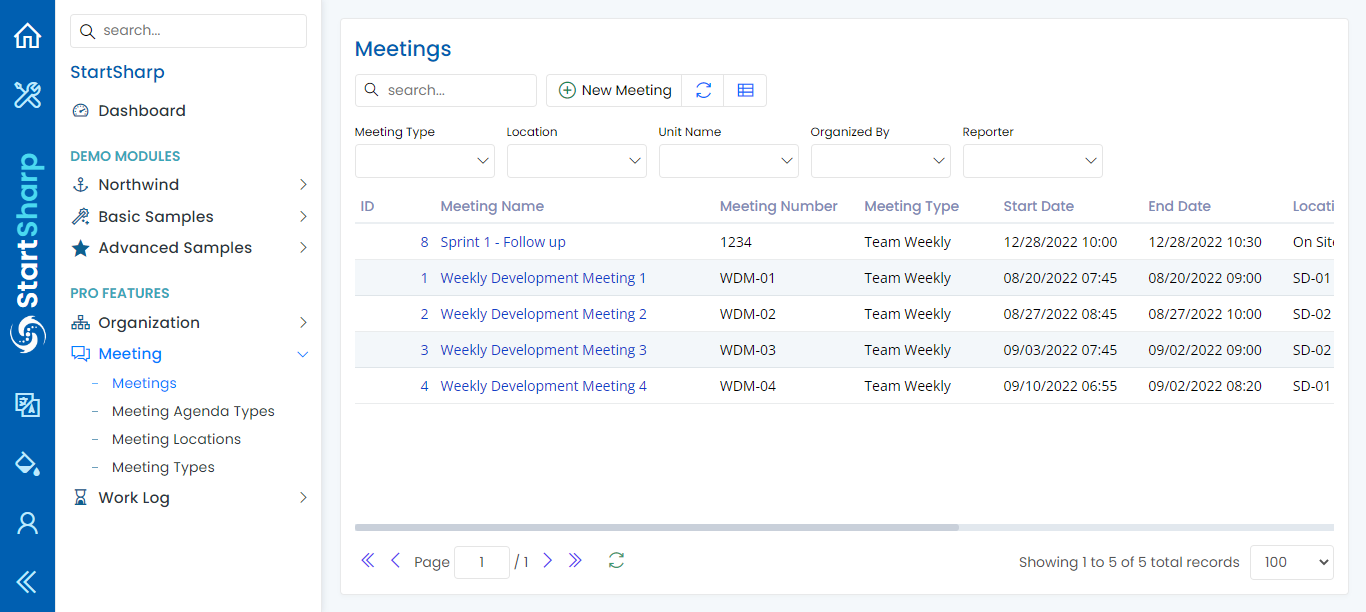 search...
StartSharp
Dashboard
DEMO MODULES
Northwind
Basic Samples
Advanced Samples
PRO FEATURES
Organization
Meeting
Meetings
Meeting Agenda Types
Meeting Locations
Meeting Types
Work Log
StartSharp
Meetings
search...
New Meeting
Meeting Type Location Unit Name Organized By Reporter
ID Meeting Name Meeting Number Meeting Type Start Date End Date Locati
8 Sprint 1 - Follow up 1234 Team Weekly 12/28/2022 10:00 12/28/2022 10:30 On Site
1 Weekly Development Meeting 1 WDM-01 Team Weekly 08/20/2022 07:45 08/20/2022 09:00 SD-01
2 Weekly Development Meeting 2 WDM-02 Team Weekly 08/27/2022 08:45 08/27/2022 10:00 SD-02
3 Weekly Development Meeting 3 WDM-03 Team Weekly 09/03/2022 07:45 09/02/2022 09:00 SD-02
4 Weekly Development Meeting 4 WDM-04 Team Weekly 09/10/2022 06:55 09/02/2022 08:20 SD-01
Page 1 / 1 Showing 1 to 5 of 5 total records 100